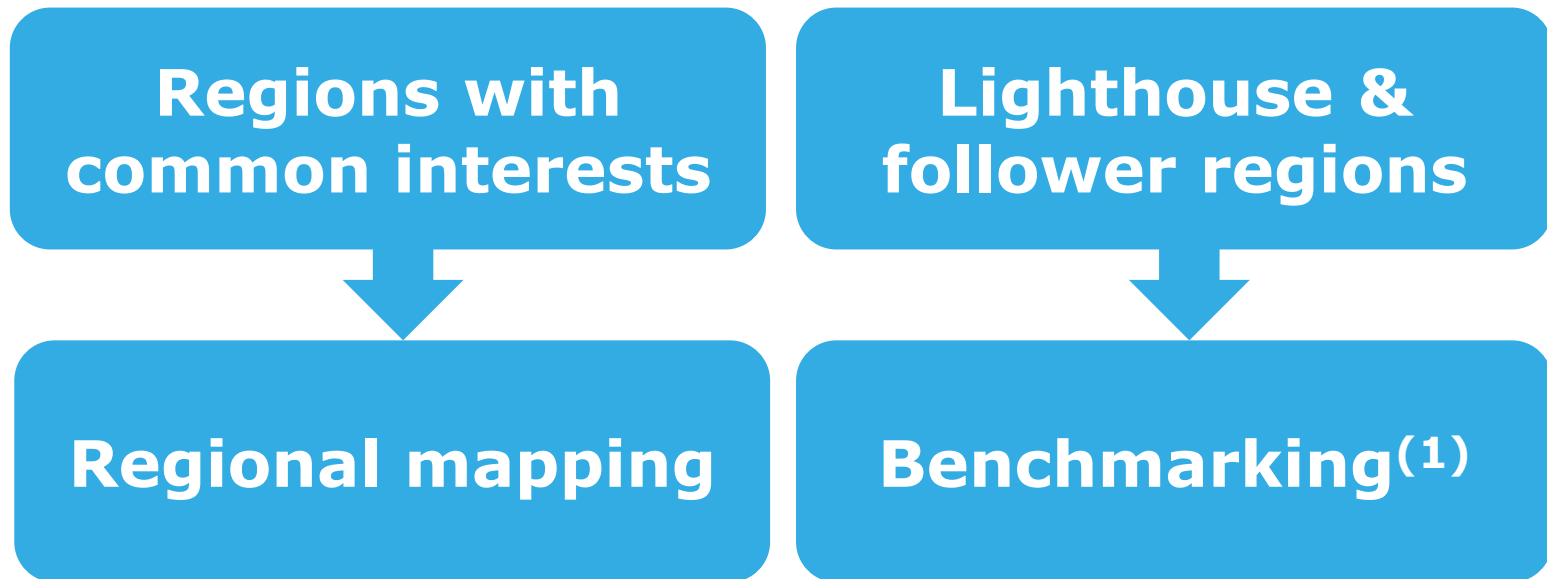 Regions with
common interests
Lighthouse &
follower regions
Regional mapping
Benchmarking(1)